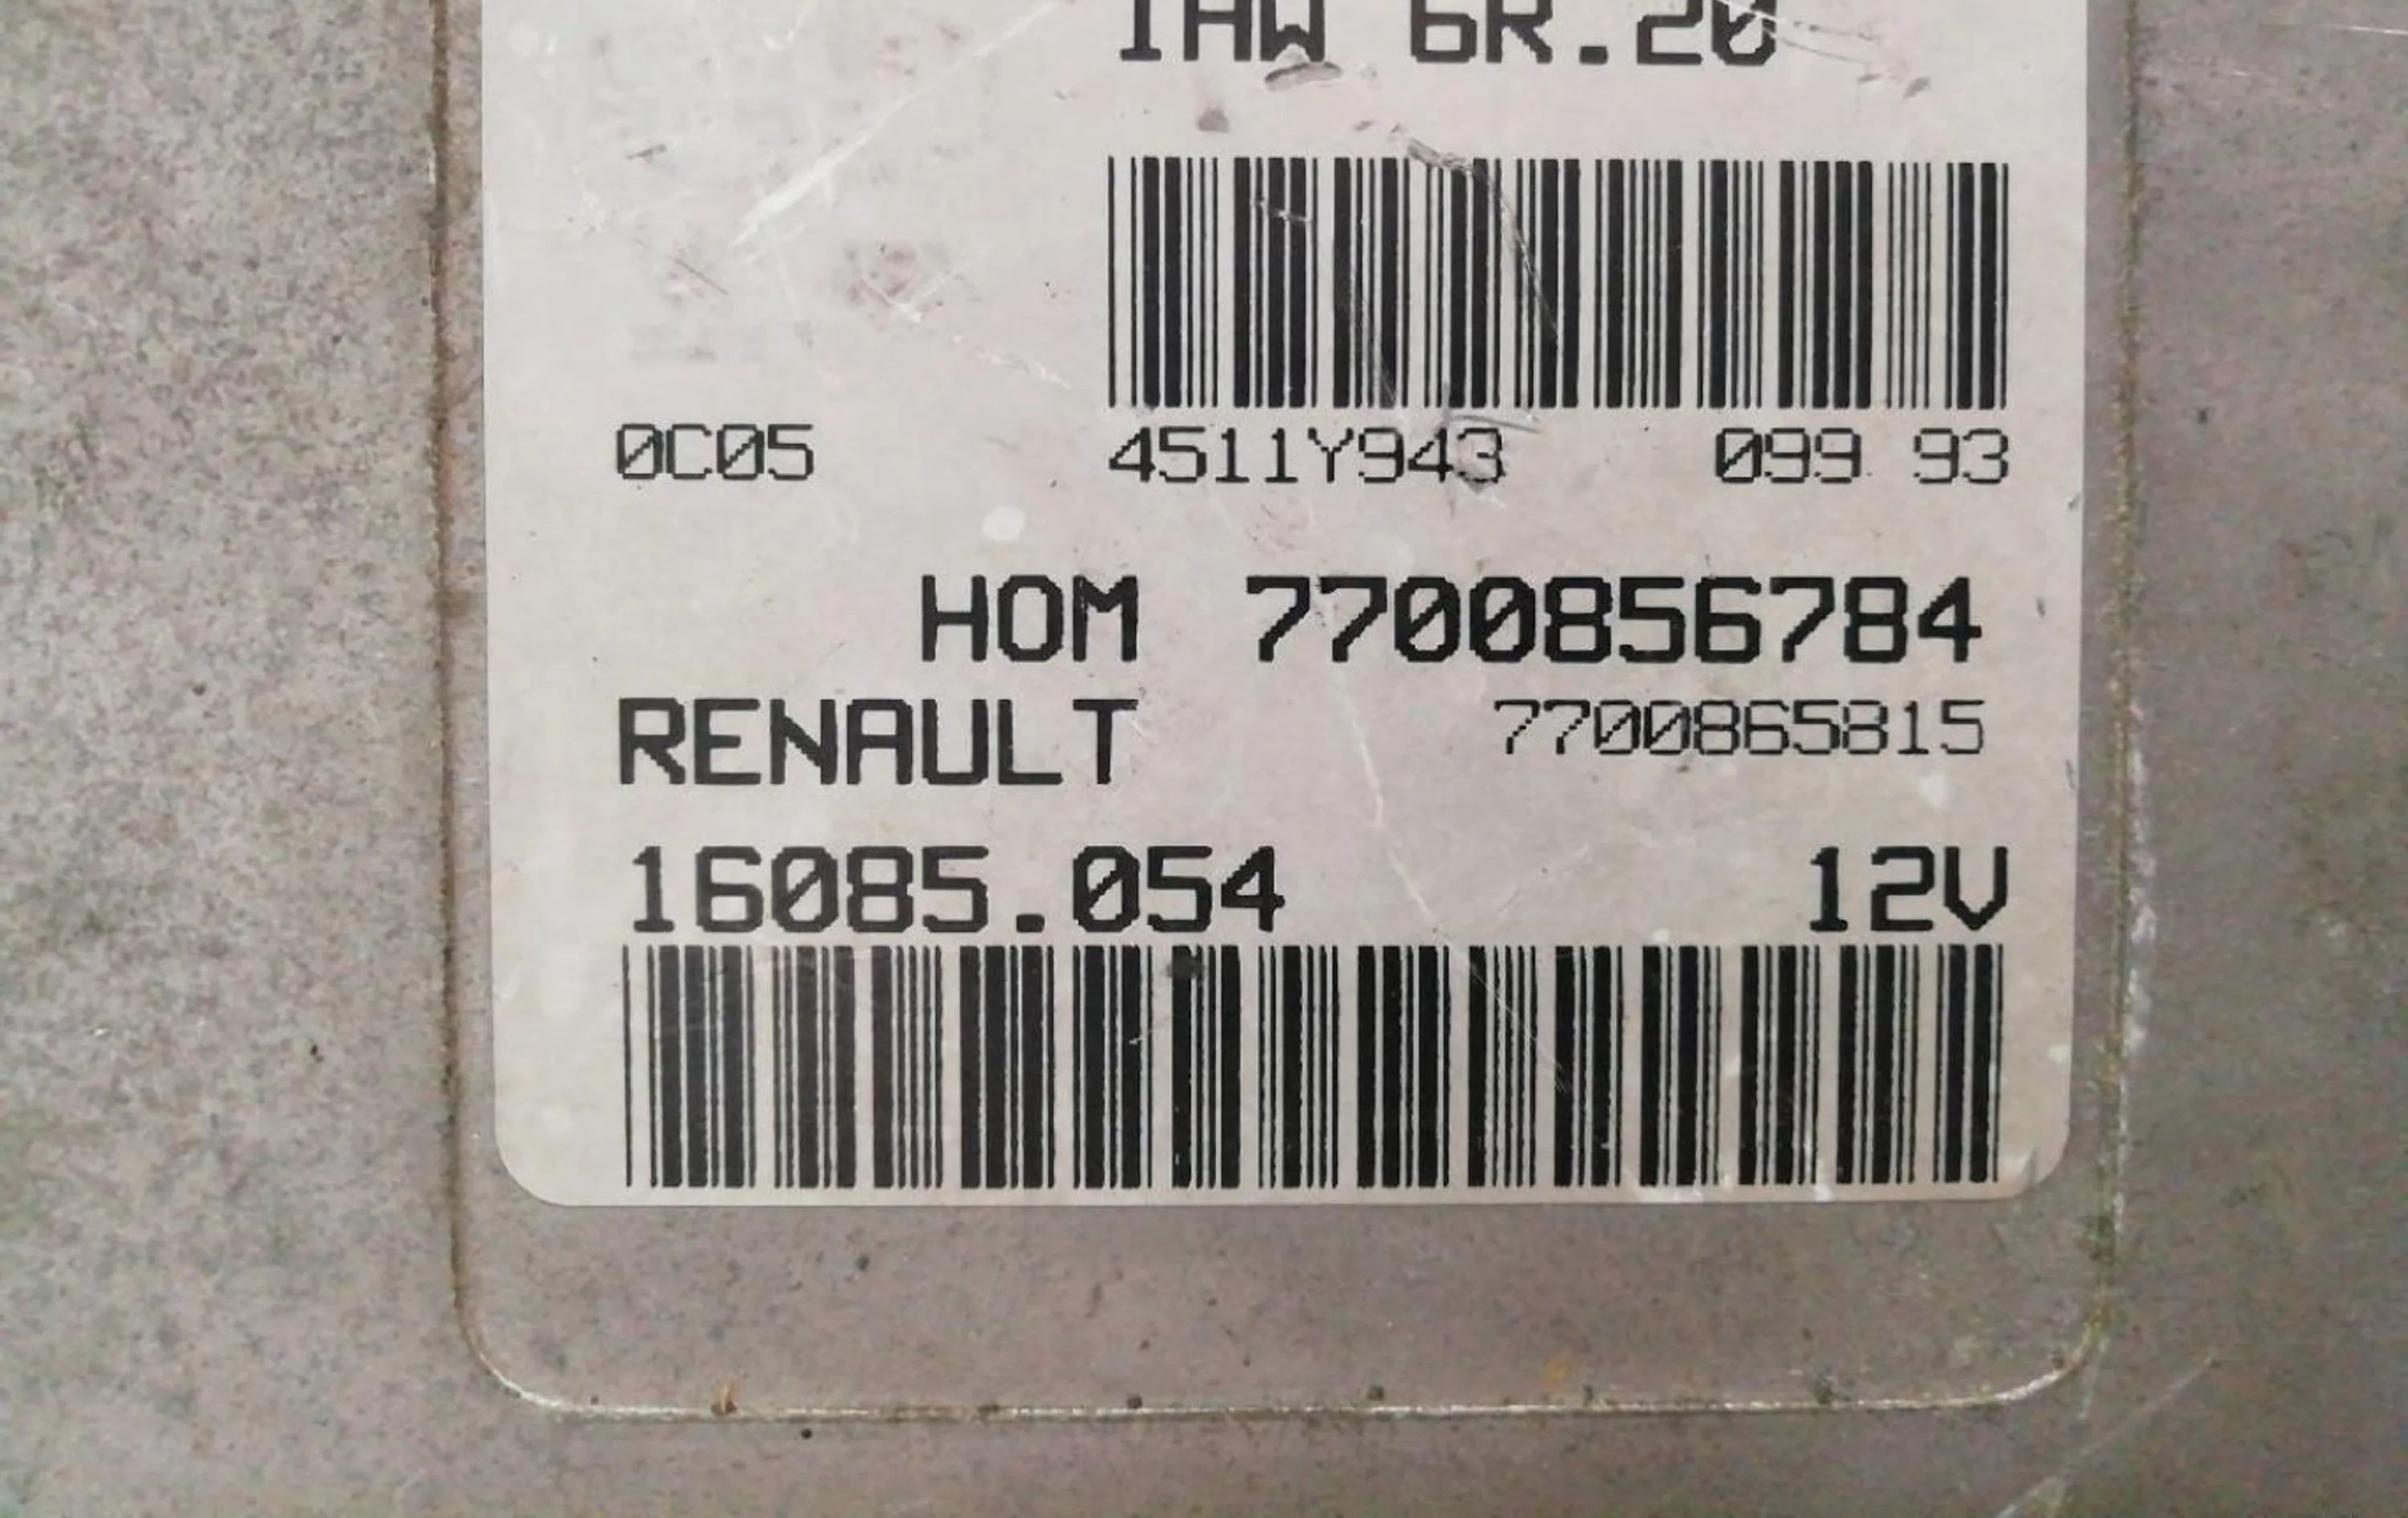 IAW 6R.20
0C05 4511Y943 099 93
HOM 7700856784
RENAULT 7700865815
16085.054 12V